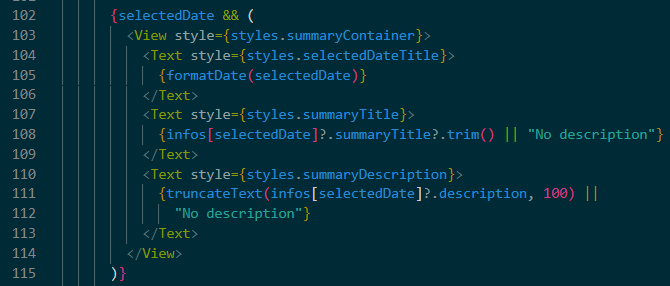 102 {selectedDate && (
103 <View style={styles.summaryContainer}>
104 <Text style={styles.selectedDateTitle}>
105 {formatDate(selectedDate)}
106 </Text>
107 <Text style={styles.summaryTitle}>
108 {infos[selectedDate]?.summaryTitle?.trim() || "No description"}
109 </Text>
110 <Text style={styles.summaryDescription}>
111 {truncateText(infos[selectedDate]?.description, 100) ||
112 "No description"}
113 </Text>
114 </View>
115 )}